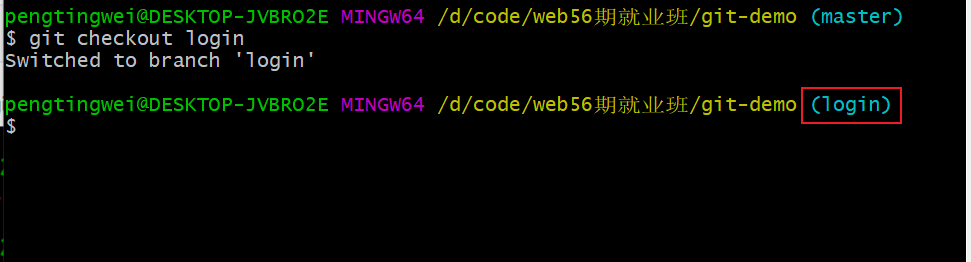 pengtingwei@DESKTOP-JVBRO2E MINGW64 /d/code/web56期就业班/git-demo (master)
$ git checkout login
Switched to branch 'login'
pengtingwei@DESKTOP-JVBRO2E MINGW64 /d/code/web56期就业班/git-demo (login)
$